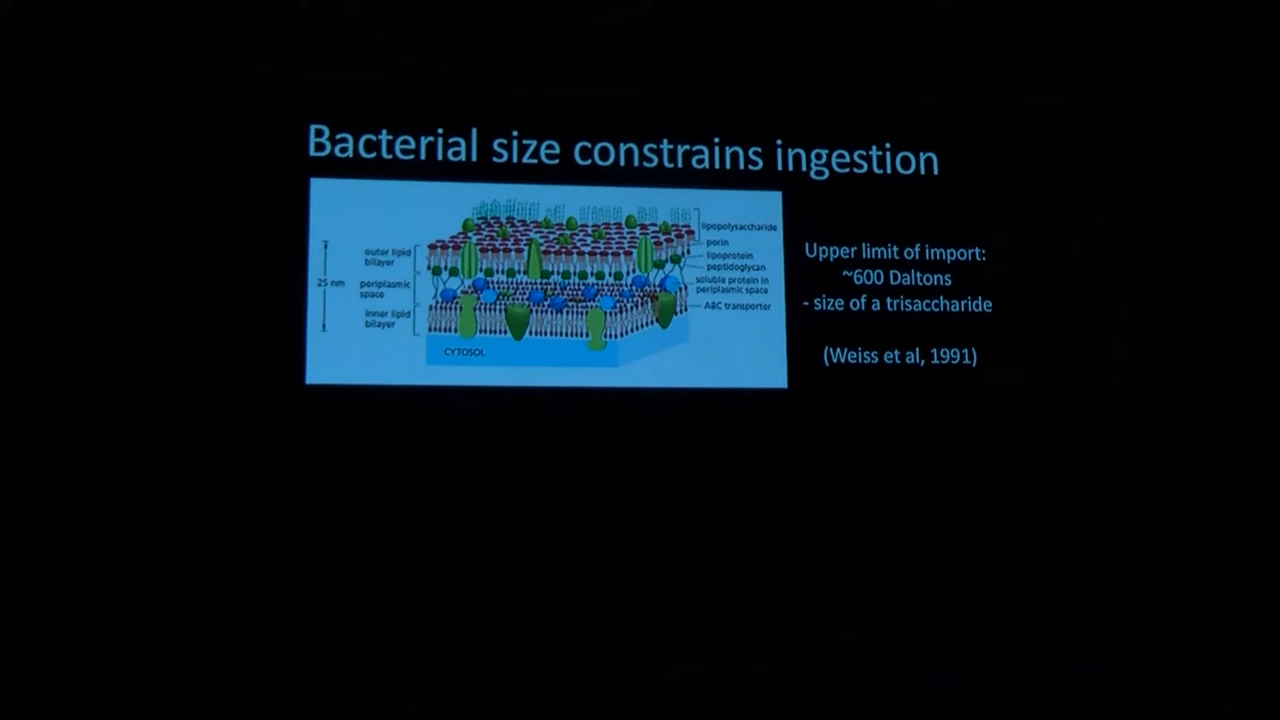 Bacterial size constrains ingestion
lipopolysaccharide
porin
outer lipid
bilayer
lipoprotein
peptidoglycan
25 nm
periplasmic
space
soluble protein in
periplasmic space
ABC transporter
inner lipid
bilayer
CYTOSOL
Upper limit of import:
~600 Daltons
- size of a trisaccharide
(Weiss et al, 1991)